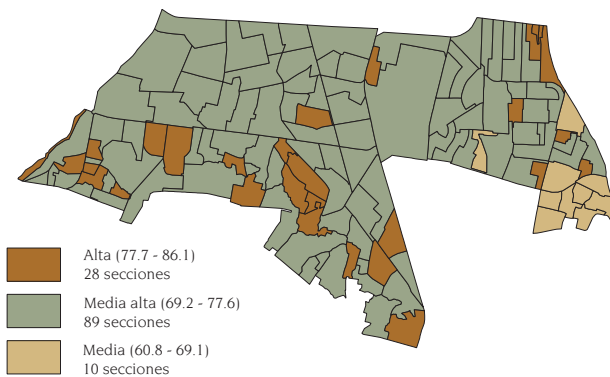 Alta (77.7 - 86.1)
28 secciones
Media alta (69.2 - 77.6)
89 secciones
Media (60.8 - 69.1)
10 secciones